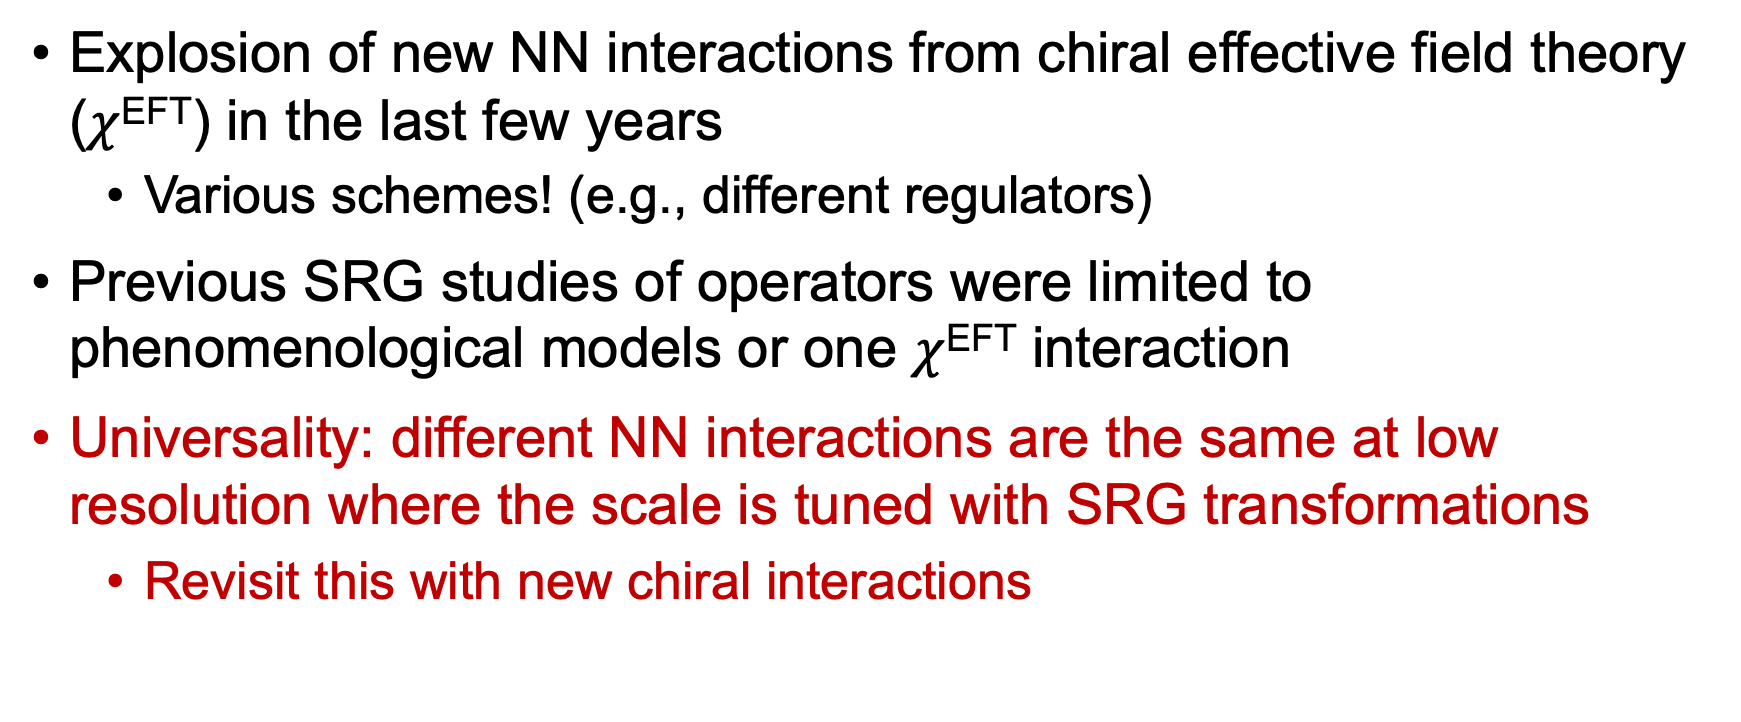 • Explosion of new NN interactions from chiral effective field theory
(χᴱᶠᵀ) in the last few years
• Various schemes! (e.g., different regulators)
• Previous SRG studies of operators were limited to
phenomenological models or one χᴱᶠᵀ interaction
• Universality: different NN interactions are the same at low
resolution where the scale is tuned with SRG transformations
• Revisit this with new chiral interactions